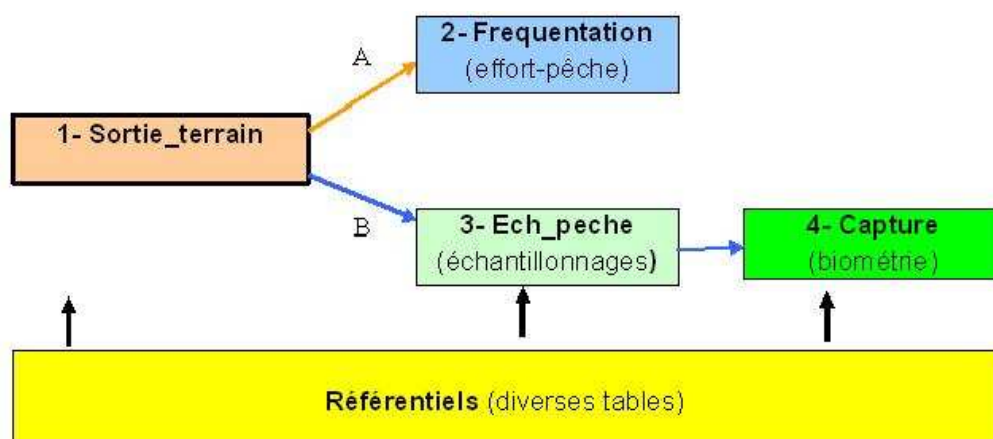 2- Frequentation
(effort-pêche)
A
1- Sortie_terrain
B
3- Ech_peche
(échantillonnages)
4- Capture
(biométrie)
Référentiels (diverses tables)